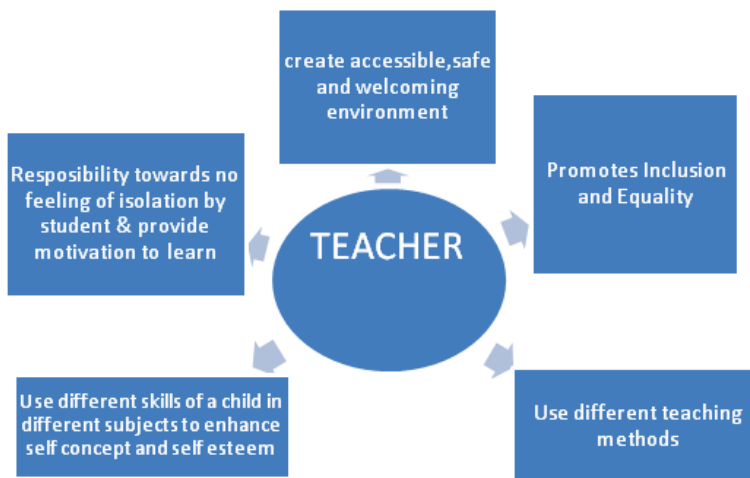 create accessible,safe
and welcoming
environment
Resposibility towards no
feeling of isolation by
student & provide
motivation to learn
Promotes Inclusion
and Equality
TEACHER
Use different skills of a child in
different subjects to enhance
self concept and self esteem
Use different teaching
methods